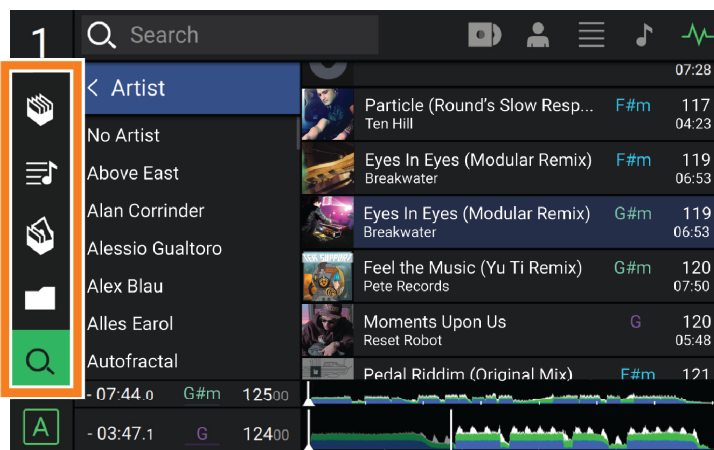 1
Search
< Artist
No Artist
Above East
Alan Corrinder
Alessio Gualtoro
Alex Blau
Alles Earol
Autofractal
07:28
Particle (Round's Slow Resp... F#m 117
Ten Hill 04:23
Eyes In Eyes (Modular Remix) F#m 119
Breakwater 06:53
Eyes In Eyes (Modular Remix) G#m 119
Breakwater 06:53
Feel the Music (Yu Ti Remix) G#m 120
Pete Records 07:50
Moments Upon Us G 120
Reset Robot 05:48
Pedal Riddim (Original Mix) F#m 121
- 07:44.0 G#m 12500
A
- 03:47.1 G 12400